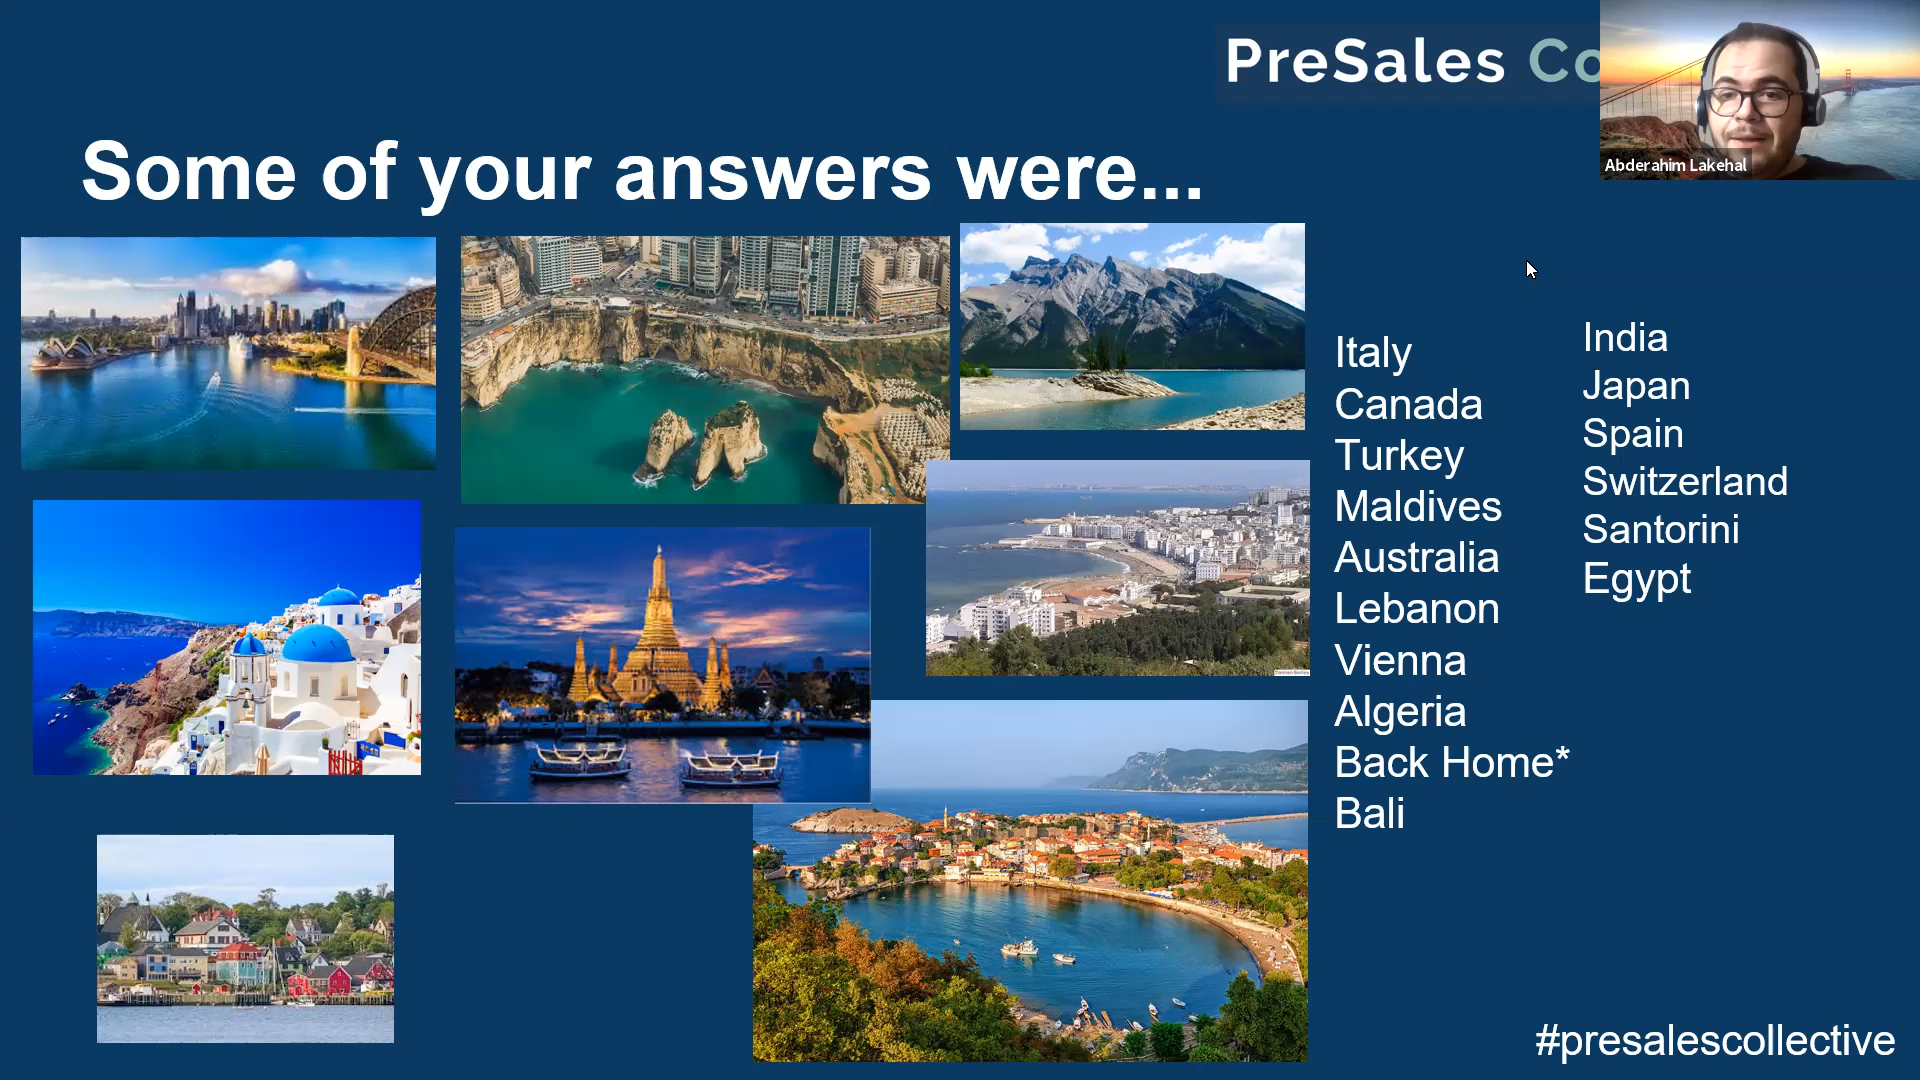 PreSales Co
Abderahim Lakehal
Some of your answers were...
Italy
Canada
Turkey
Maldives
Australia
Lebanon
Vienna
Algeria
Back Home*
Bali
India
Japan
Spain
Switzerland
Santorini
Egypt
#presalescollective